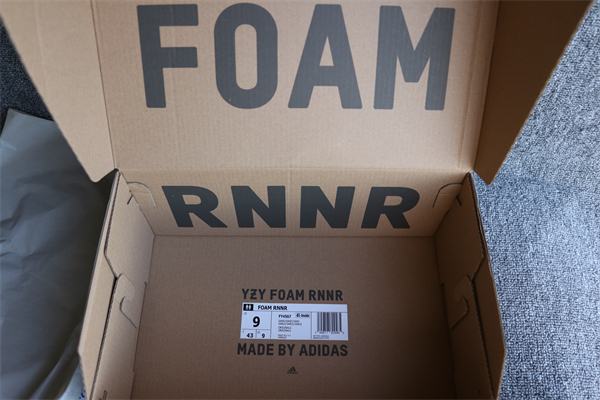 FOAM
RNNR
YZY FOAM RNNR
FOAM RNNR
9
43
9
MADE BY ADIDAS